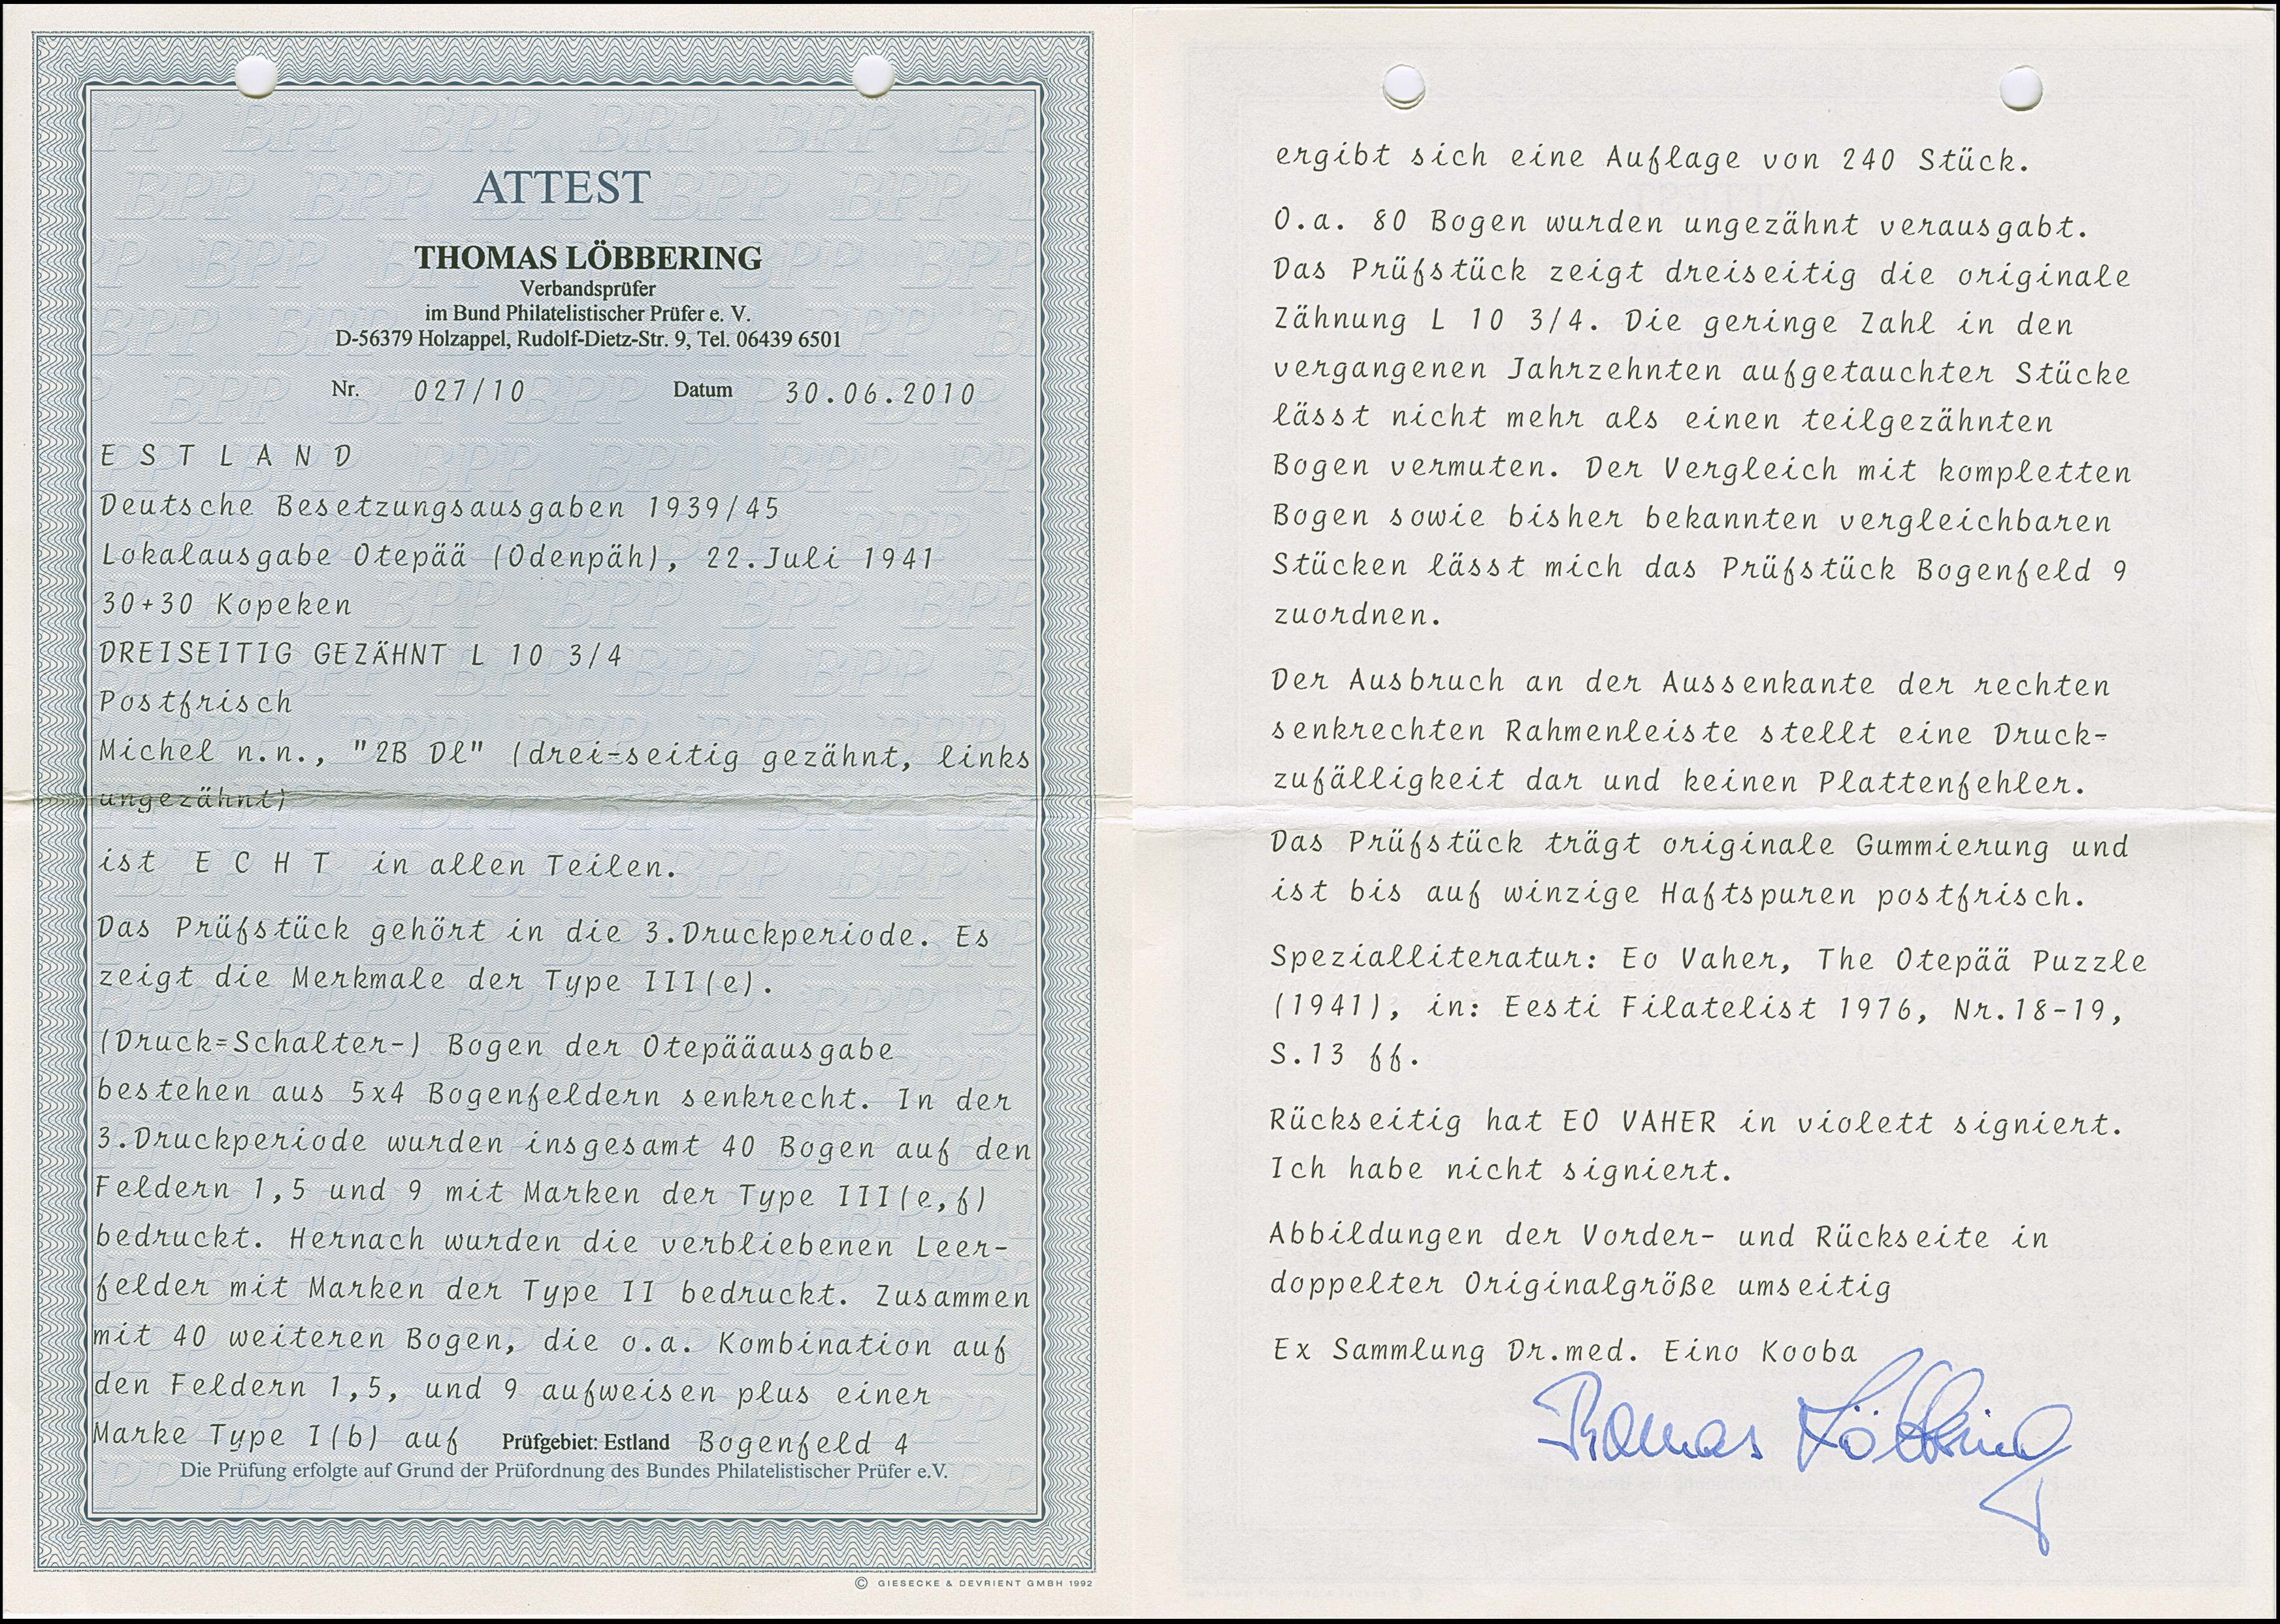 ATTEST
THOMAS LÖBBERING
Verbandsprüfer
im Bund Philatelistischer Prüfer e. V.
D-56379 Holzappel, Rudolf-Dietz-Str. 9, Tel. 06439 6501
Nr. 027/10 Datum 30.06.2010
E S T L A N D
Deutsche Besetzungsausgaben 1939/45
Lokalausgabe Otepää (Odenpäh), 22.Juli 1941
30+30 Kopeken
DREISEITIG GEZÄHNT L 10 3/4
Postfrisch
Michel n.n., "2B Dl" (drei-seitig gezähnt, links
ungezähnt)
ist E C H T in allen Teilen.
Das Prüfstück gehört in die 3.Druckperiode. Es
zeigt die Merkmale der Type III(e).
(Druck=Schalter-) Bogen der Otepääausgabe
bestehen aus 5x4 Bogenfeldern senkrecht. In der
3.Druckperiode wurden insgesamt 40 Bogen auf den
Feldern 1,5 und 9 mit Marken der Type III(e,f)
bedruckt. Hernach wurden die verbliebenen Leer-
felder mit Marken der Type II bedruckt. Zusammen
mit 40 weiteren Bogen, die o.a. Kombination auf
den Feldern 1,5, und 9 aufweisen plus einer
Marke Type I(b) auf Prüfgebiet: Estland Bogenfeld 4
Die Prüfung erfolgte auf Grund der Prüfordnung des Bundes Philatelistischer Prüfer e.V.
© GIESECKE & DEVRIENT GMBH 1992
ergibt sich eine Auflage von 240 Stück.
O.a. 80 Bogen wurden ungezähnt verausgabt.
Das Prüfstück zeigt dreiseitig die originale
Zähnung L 10 3/4. Die geringe Zahl in den
vergangenen Jahrzehnten aufgetauchter Stücke
lässt nicht mehr als einen teilgezähnten
Bogen vermuten. Der Vergleich mit kompletten
Bogen sowie bisher bekannten vergleichbaren
Stücken lässt mich das Prüfstück Bogenfeld 9
zuordnen.
Der Ausbruch an der Aussenkante der rechten
senkrechten Rahmenleiste stellt eine Druck-
zufälligkeit dar und keinen Plattenfehler.
Das Prüfstück trägt originale Gummierung und
ist bis auf winzige Haftspuren postfrisch.
Spezialliteratur: Eo Vaher, The Otepää Puzzle
(1941), in: Eesti Filatelist 1976, Nr.18-19,
S.13 ff.
Rückseitig hat EO VAHER in violett signiert.
Ich habe nicht signiert.
Abbildungen der Vorder- und Rückseite in
doppelter Originalgröße umseitig
Ex Sammlung Dr.med. Eino Kooba
Thomas Löbbering